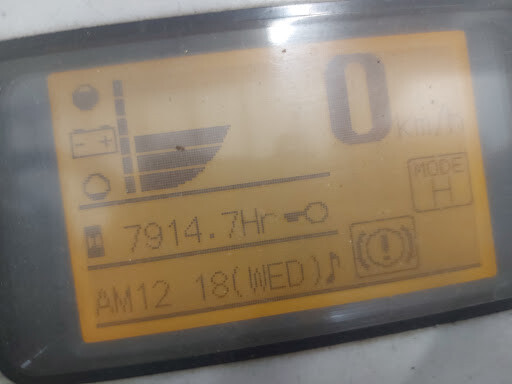 0 km/h
- +
MODE
H
7914.7Hr
AM12 18(WED)